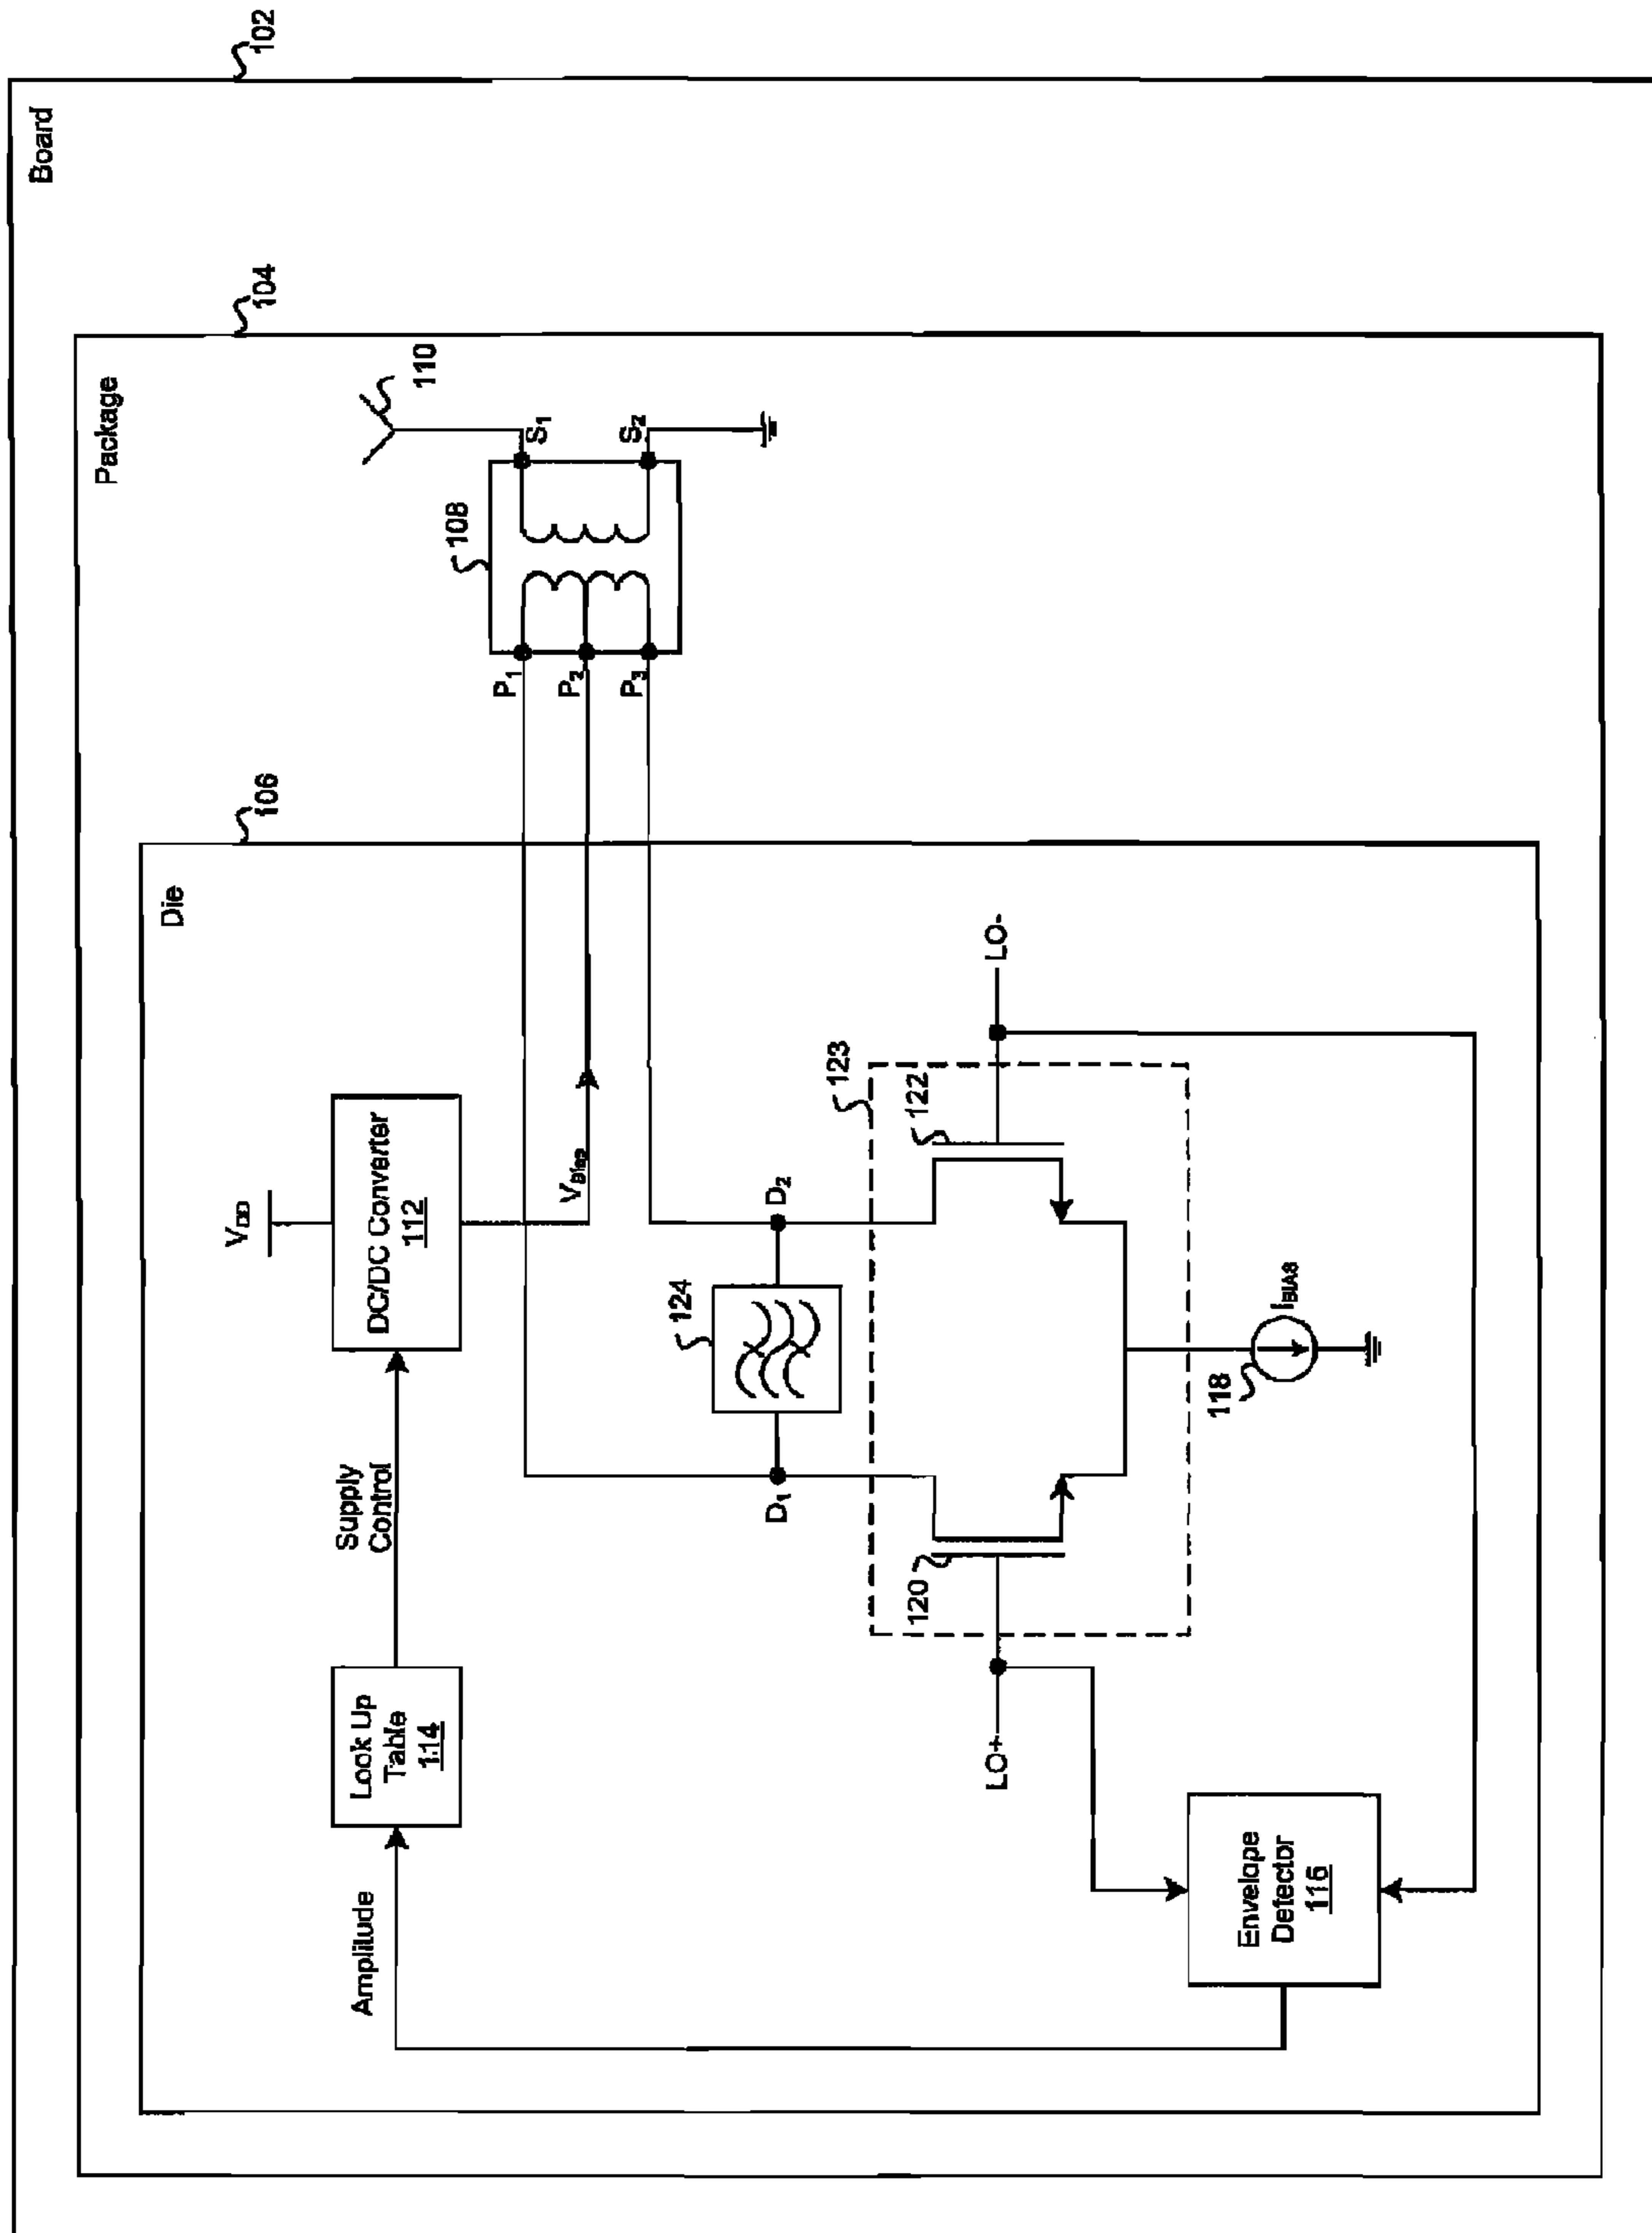 Board
102
Package
104
Die
106
110
108
S1
S2
P1
P2
P3
VDD
DC/DC Converter
112
VBias
Supply
Control
Look Up
Table
114
Amplitude
124
D1
D2
123
122
120
LO+
LO-
118
IBIAS
Envelope
Detector
116